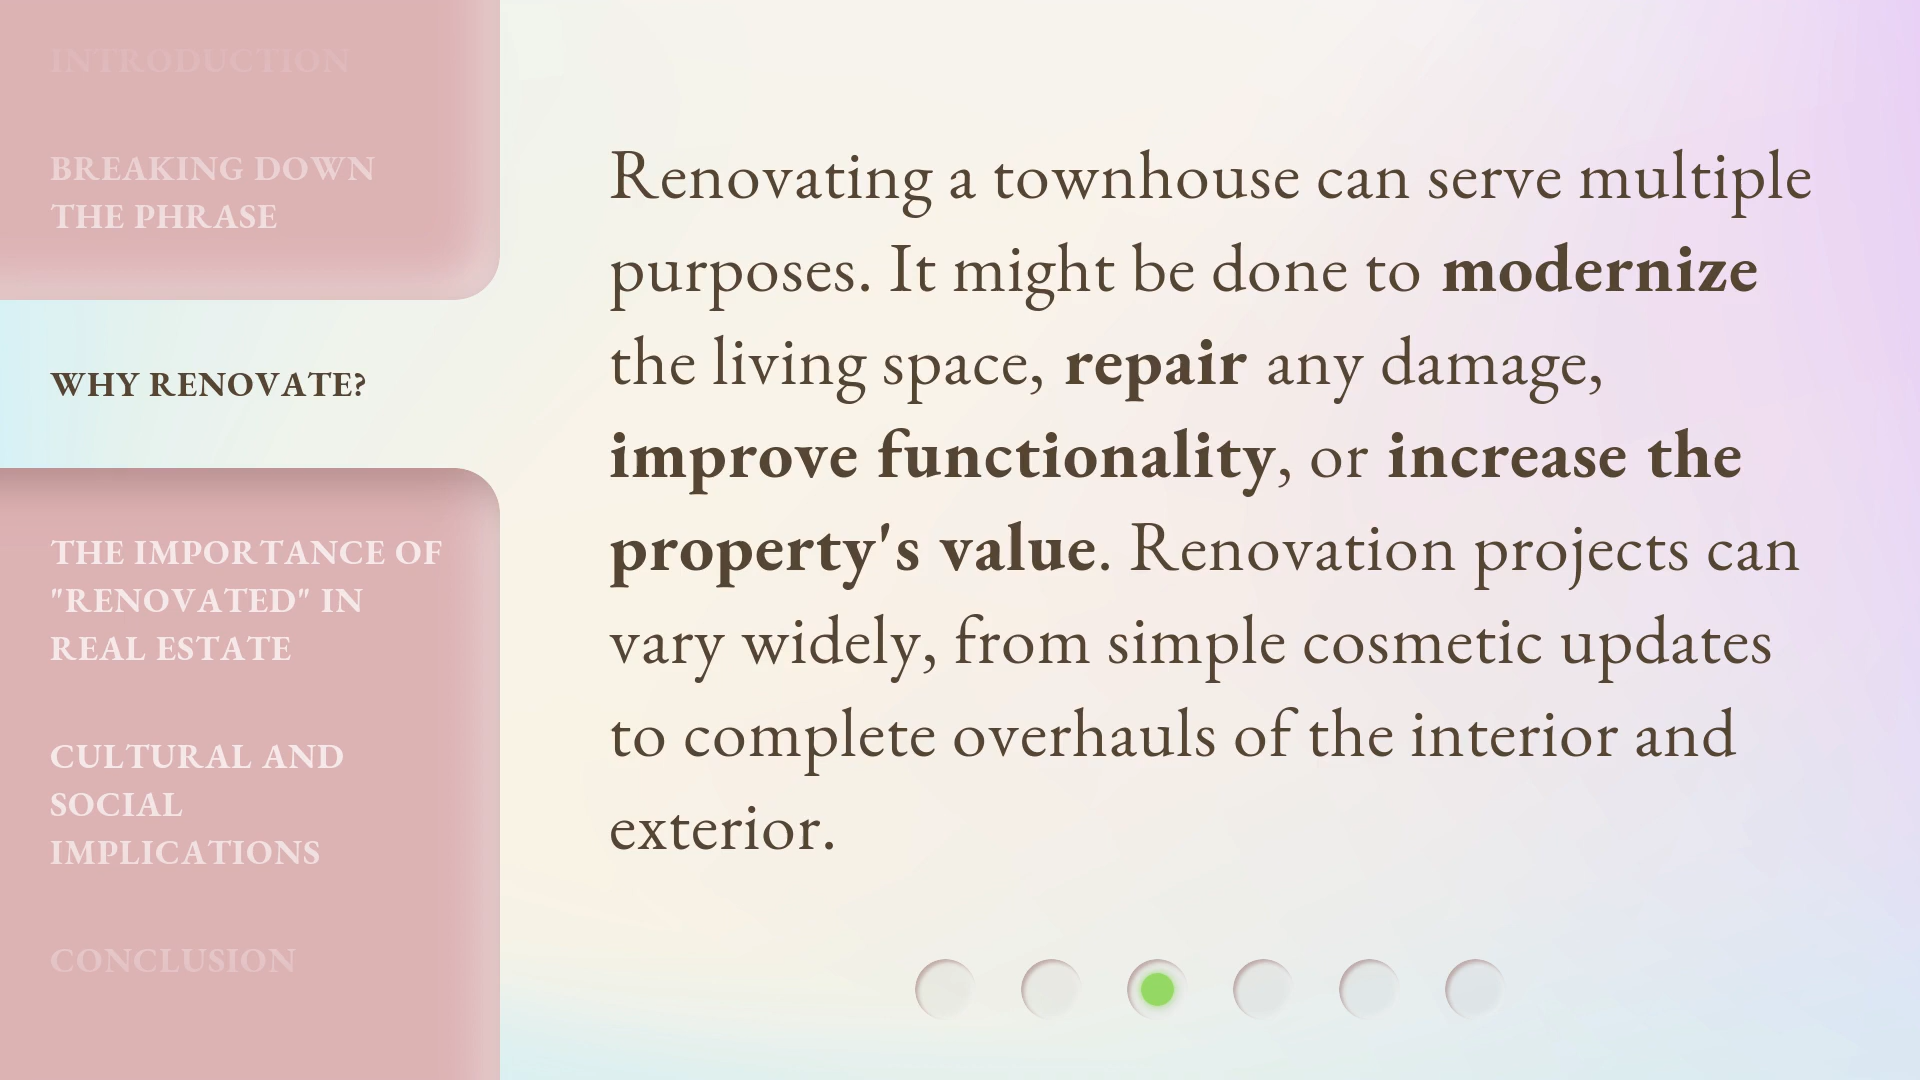 INTRODUCTION
BREAKING DOWN
THE PHRASE
WHY RENOVATE?
THE IMPORTANCE OF
"RENOVATED" IN
REAL ESTATE
CULTURAL AND
SOCIAL
IMPLICATIONS
CONCLUSION
Renovating a townhouse can serve multiple
purposes. It might be done to modernize
the living space, repair any damage,
improve functionality, or increase the
property's value. Renovation projects can
vary widely, from simple cosmetic updates
to complete overhauls of the interior and
exterior.